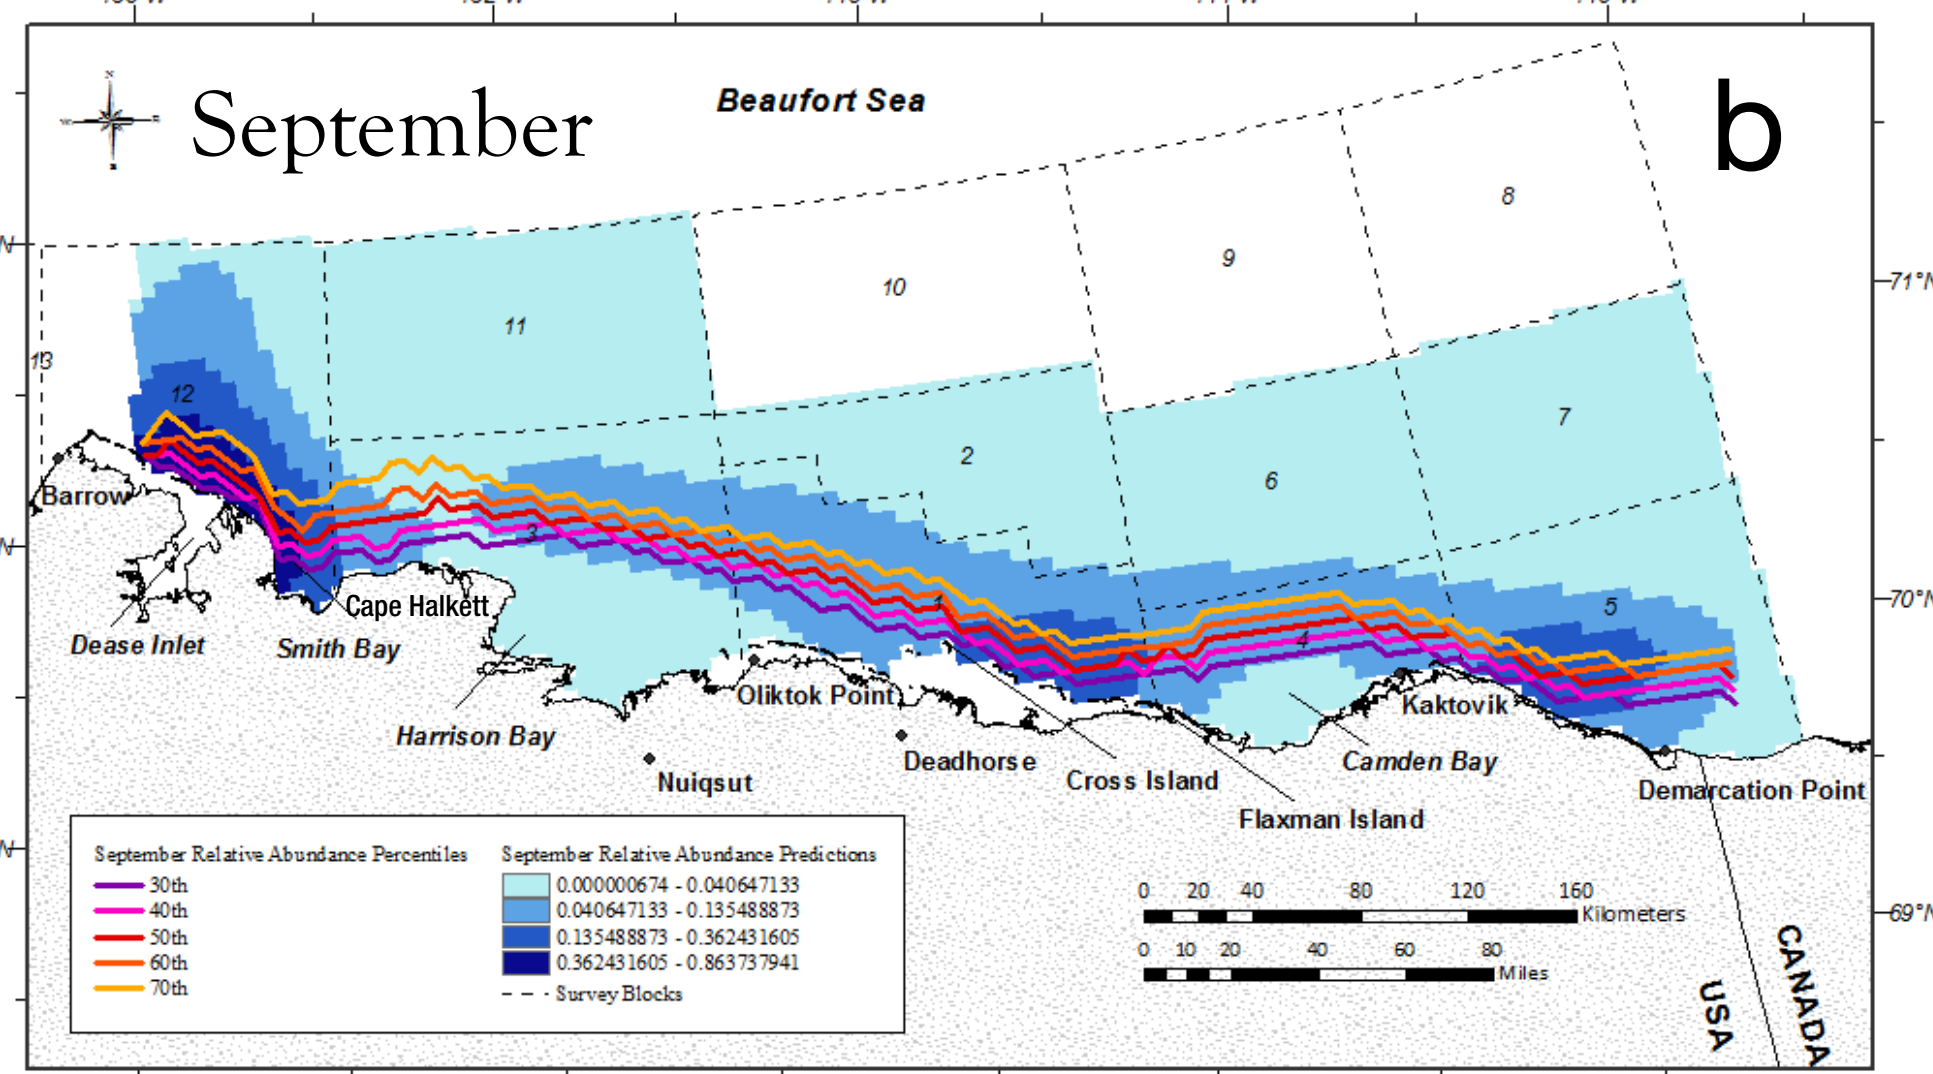 Beaufort Sea
September
b
8
9
10
11
71°N
13
12
7
2
6
Barrow
3
70°N
Cape Halkett
1
5
4
Dease Inlet
Smith Bay
Oliktok Point
Kaktovik
Harrison Bay
Deadhorse
Camden Bay
Nuiqsut
Cross Island
Demarcation Point
Flaxman Island
September Relative Abundance Percentiles
30th
40th
50th
60th
70th
September Relative Abundance Predictions
0.000000674 - 0.040647133
0.040647133 - 0.135488873
0.135488873 - 0.362431605
0.362431605 - 0.863737941
Survey Blocks
0 20 40 80 120 160
Kilometers
0 10 20 40 60 80
Miles
69°N
CANADA
USA